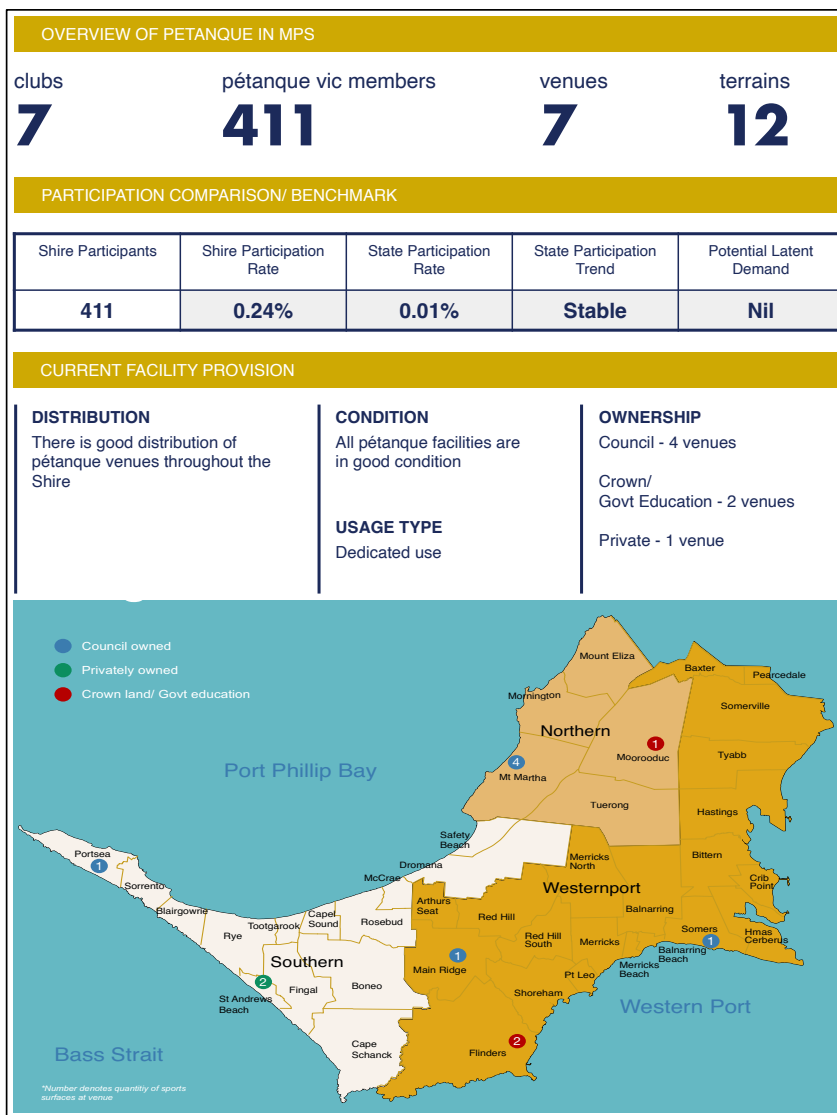 OVERVIEW OF PETANQUE IN MPS
clubs
7
pétanque vic members
411
venues
7
terrains
12
PARTICIPATION COMPARISON/ BENCHMARK
Shire Participants
Shire Participation
Rate
State Participation
Rate
State Participation
Trend
Potential Latent
Demand
411
0.24%
0.01%
Stable
Nil
CURRENT FACILITY PROVISION
DISTRIBUTION
There is good distribution of
pétanque venues throughout the
Shire
CONDITION
All pétanque facilities are
in good condition
USAGE TYPE
Dedicated use
OWNERSHIP
Council - 4 venues
Crown/
Govt Education - 2 venues
Private - 1 venue
Council owned
Privately owned
Crown land/ Govt education
Mount Eliza
Baxter
Pearcedale
Mornington
Somerville
Northern
1
Moorooduc
Tyabb
Port Phillip Bay
4
Mt Martha
Tuerong
Hastings
Safety
Beach
Portsea
1
Sorrento
Dromana
McCrae
Merricks
North
Bittern
Crib
Point
Westernport
Blairgowrie
Rye
Tootgarook
Capel
Sound
Rosebud
Arthurs
Seat
Red Hill
Balnarring
Somers
1
Hmas
Cerberus
Red Hill
South
Merricks
Balnarring
Beach
Merricks
Beach
Southern
1
Main Ridge
Pt Leo
2
St Andrews
Beach
Fingal
Boneo
Shoreham
Western Port
Cape
Schanck
2
Flinders
Bass Strait
*Number denotes quantitiy of sports
surfaces at venue